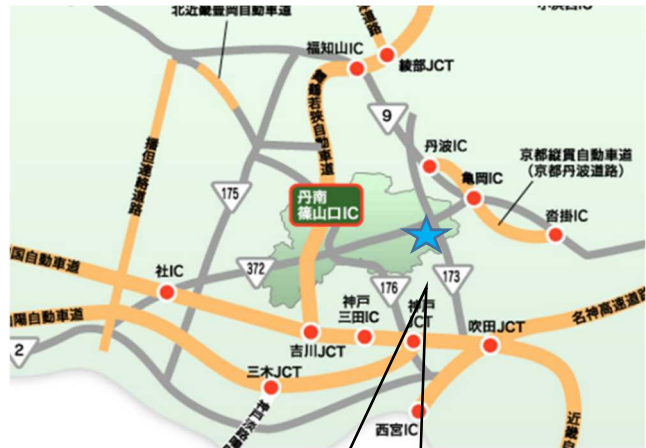 北近畿豊岡自動車道
福知山IC
綾部JCT
舞鶴若狭自動車道
9
丹波IC
京都縦貫自動車道
(京都丹波道路)
亀岡IC
沓掛IC
播但連絡道路
175
丹南
篠山口IC
372
176
173
社IC
神戸
三田IC
神戸
JCT
吹田JCT
名神高速道路
国自動車道
陽自動車道
2
吉川JCT
三木JCT
西宮IC
近畿自